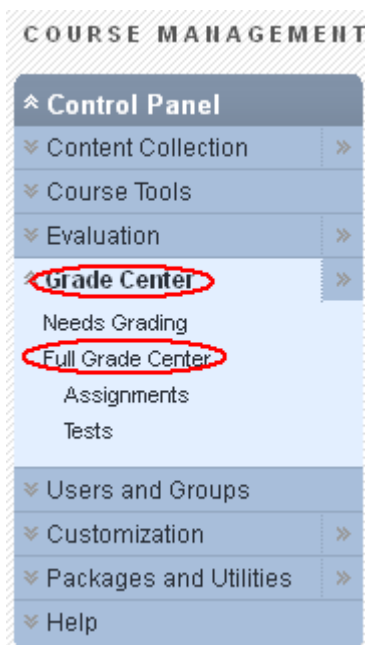 COURSE MANAGEMENT
Control Panel
Content Collection
Course Tools
Evaluation
Grade Center
Needs Grading
Full Grade Center
Assignments
Tests
Users and Groups
Customization
Packages and Utilities
Help